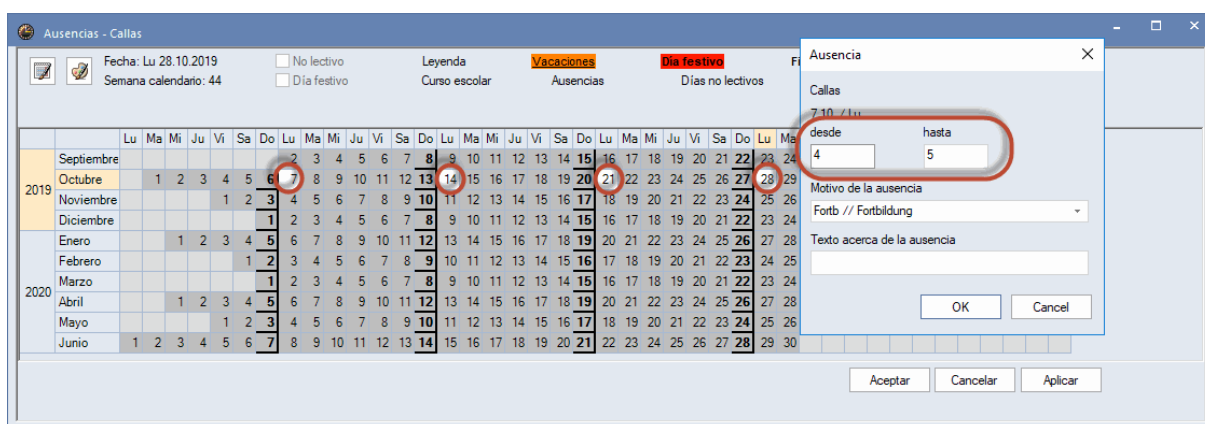 Ausencias - Callas
Fecha: Lu 28.10.2019 No lectivo Leyenda Vacaciones Día festivo
Semana calendario: 44 Día festivo Curso escolar Ausencias Días no lectivos
Lu Ma Mi Ju Vi Sa Do Lu Ma Mi Ju Vi Sa Do Lu Ma Mi Ju Vi Sa Do Lu Ma Mi Ju Vi Sa Do Lu Ma
2019
Septiembre 2 3 4 5 6 7 8 9 10 11 12 13 14 15 16 17 18 19 20 21 22 23 24
Octubre 1 2 3 4 5 6 7 8 9 10 11 12 13 14 15 16 17 18 19 20 21 22 23 24 25 26 27 28 29
Noviembre 1 2 3 4 5 6 7 8 9 10 11 12 13 14 15 16 17 18 19 20 21 22 23 24 25 26
Diciembre 1 2 3 4 5 6 7 8 9 10 11 12 13 14 15 16 17 18 19 20 21 22 23 24
2020
Enero 1 2 3 4 5 6 7 8 9 10 11 12 13 14 15 16 17 18 19 20 21 22 23 24 25 26 27 28
Febrero 1 2 3 4 5 6 7 8 9 10 11 12 13 14 15 16 17 18 19 20 21 22 23 24 25
Marzo 1 2 3 4 5 6 7 8 9 10 11 12 13 14 15 16 17 18 19 20 21 22 23 24
Abril 1 2 3 4 5 6 7 8 9 10 11 12 13 14 15 16 17 18 19 20 21 22 23 24 25 26 27 28
Mayo 1 2 3 4 5 6 7 8 9 10 11 12 13 14 15 16 17 18 19 20 21 22 23 24 25 26
Junio 1 2 3 4 5 6 7 8 9 10 11 12 13 14 15 16 17 18 19 20 21 22 23 24 25 26 27 28 29 30
Ausencia
Callas
7.10. / Lu
desde hasta
4 5
Motivo de la ausencia
Fortb // Fortbildung
Texto acerca de la ausencia
OK Cancel
Aceptar Cancelar Aplicar